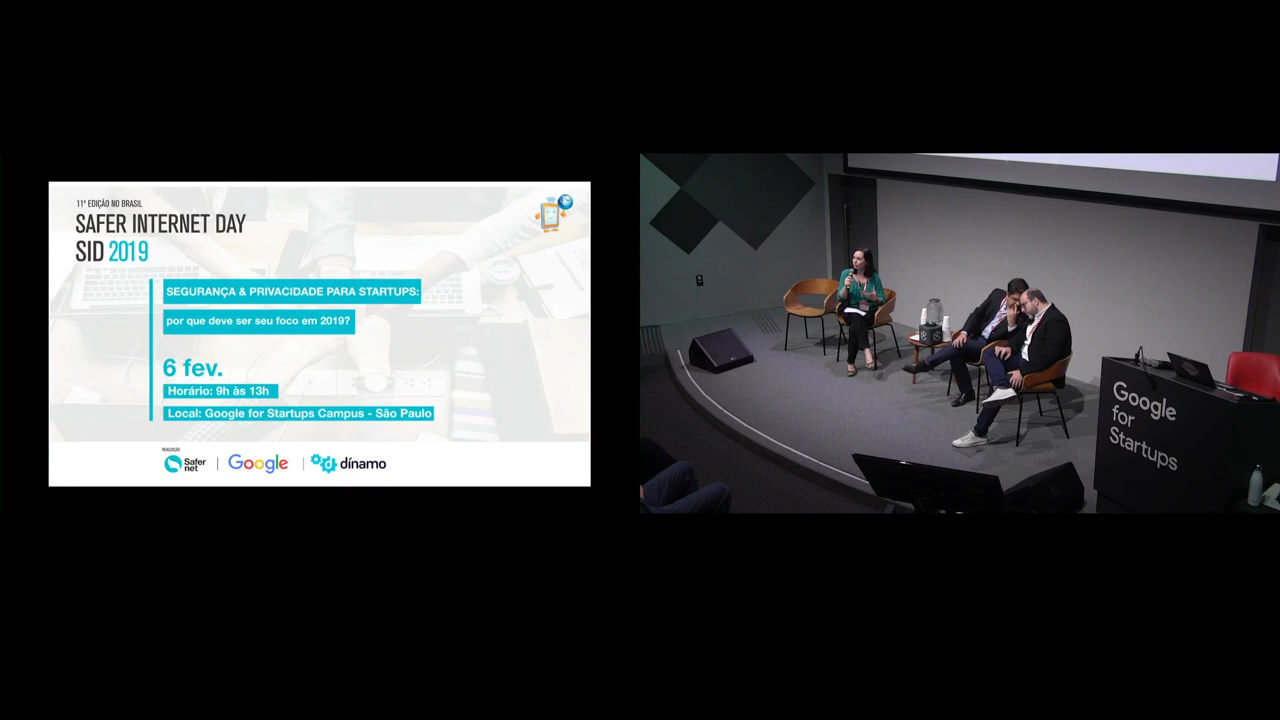 11ª EDIÇÃO NO BRASIL
SAFER INTERNET DAY
SID 2019
SEGURANÇA & PRIVACIDADE PARA STARTUPS:
por que deve ser seu foco em 2019?
6 fev.
Horário: 9h às 13h
Local: Google for Startups Campus - São Paulo
REALIZAÇÃO
Safer
net
Google
dínamo
Google
for
Startups